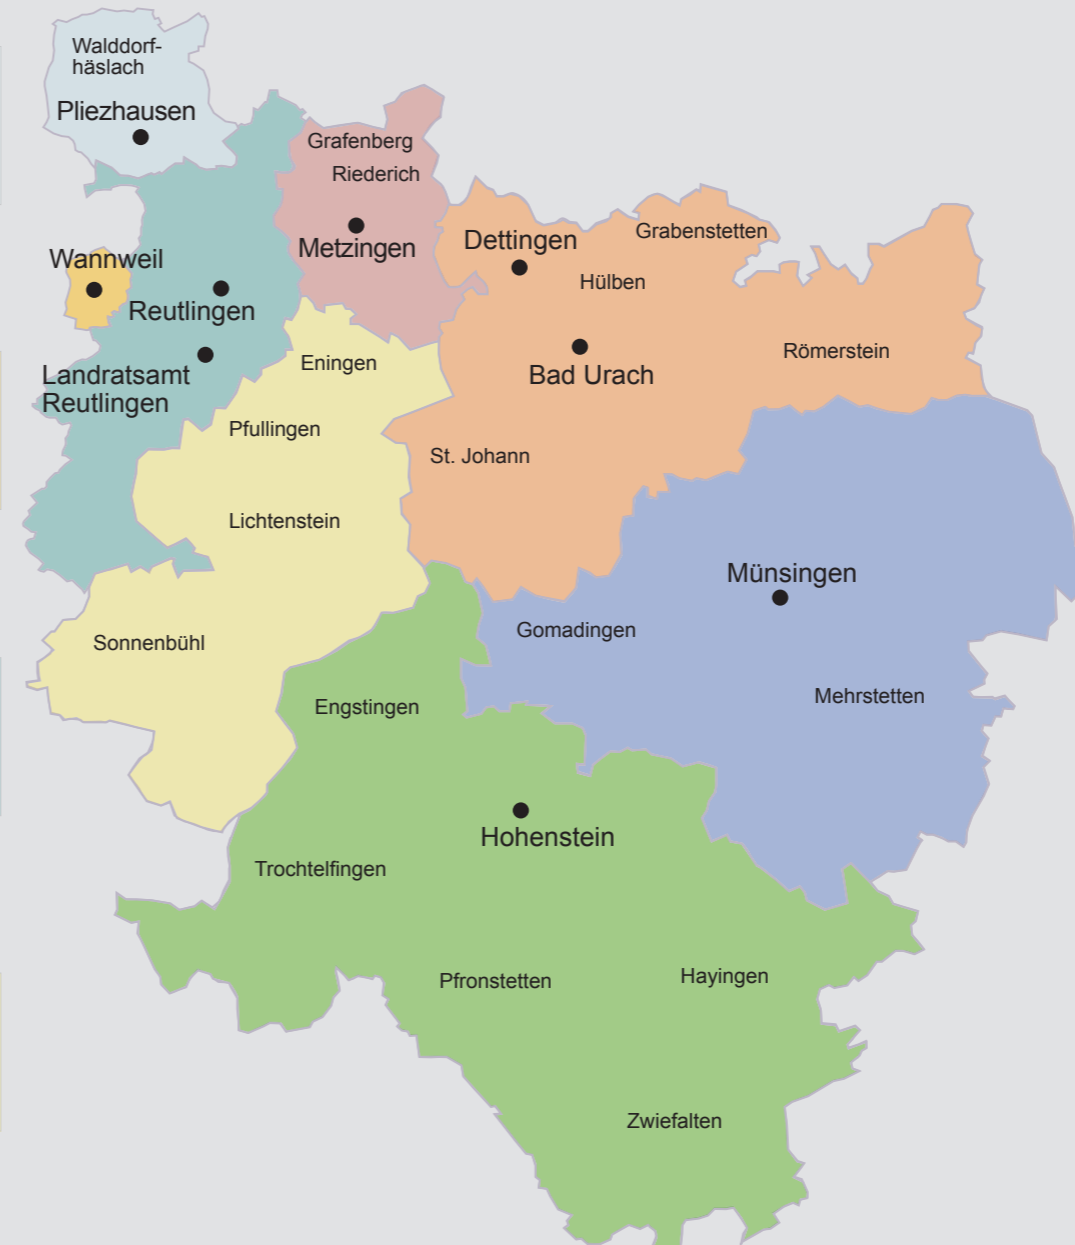 Walddorf-
häslach
Pliezhausen
Grafenberg
Riederich
Metzingen
Dettingen
Grabenstetten
Hülben
Wannweil
Reutlingen
Landratsamt
Reutlingen
Eningen
Bad Urach
Römerstein
Pfullingen
St. Johann
Lichtenstein
Münsingen
Gomadingen
Sonnenbühl
Mehrstetten
Engstingen
Hohenstein
Trochtelfingen
Pfronstetten
Hayingen
Zwiefalten